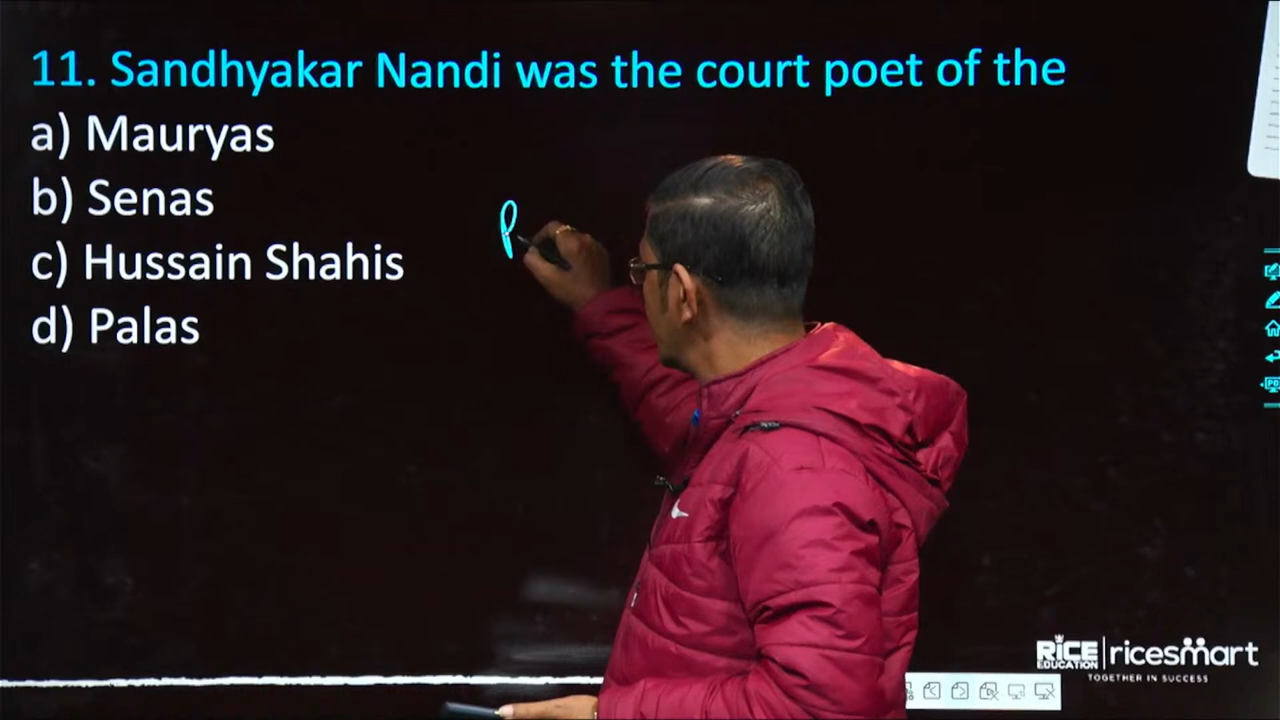 11. Sandhyakar Nandi was the court poet of the
a) Mauryas
b) Senas
c) Hussain Shahis
d) Palas
RICE
EDUCATION
ricesmart
TOGETHER IN SUCCESS